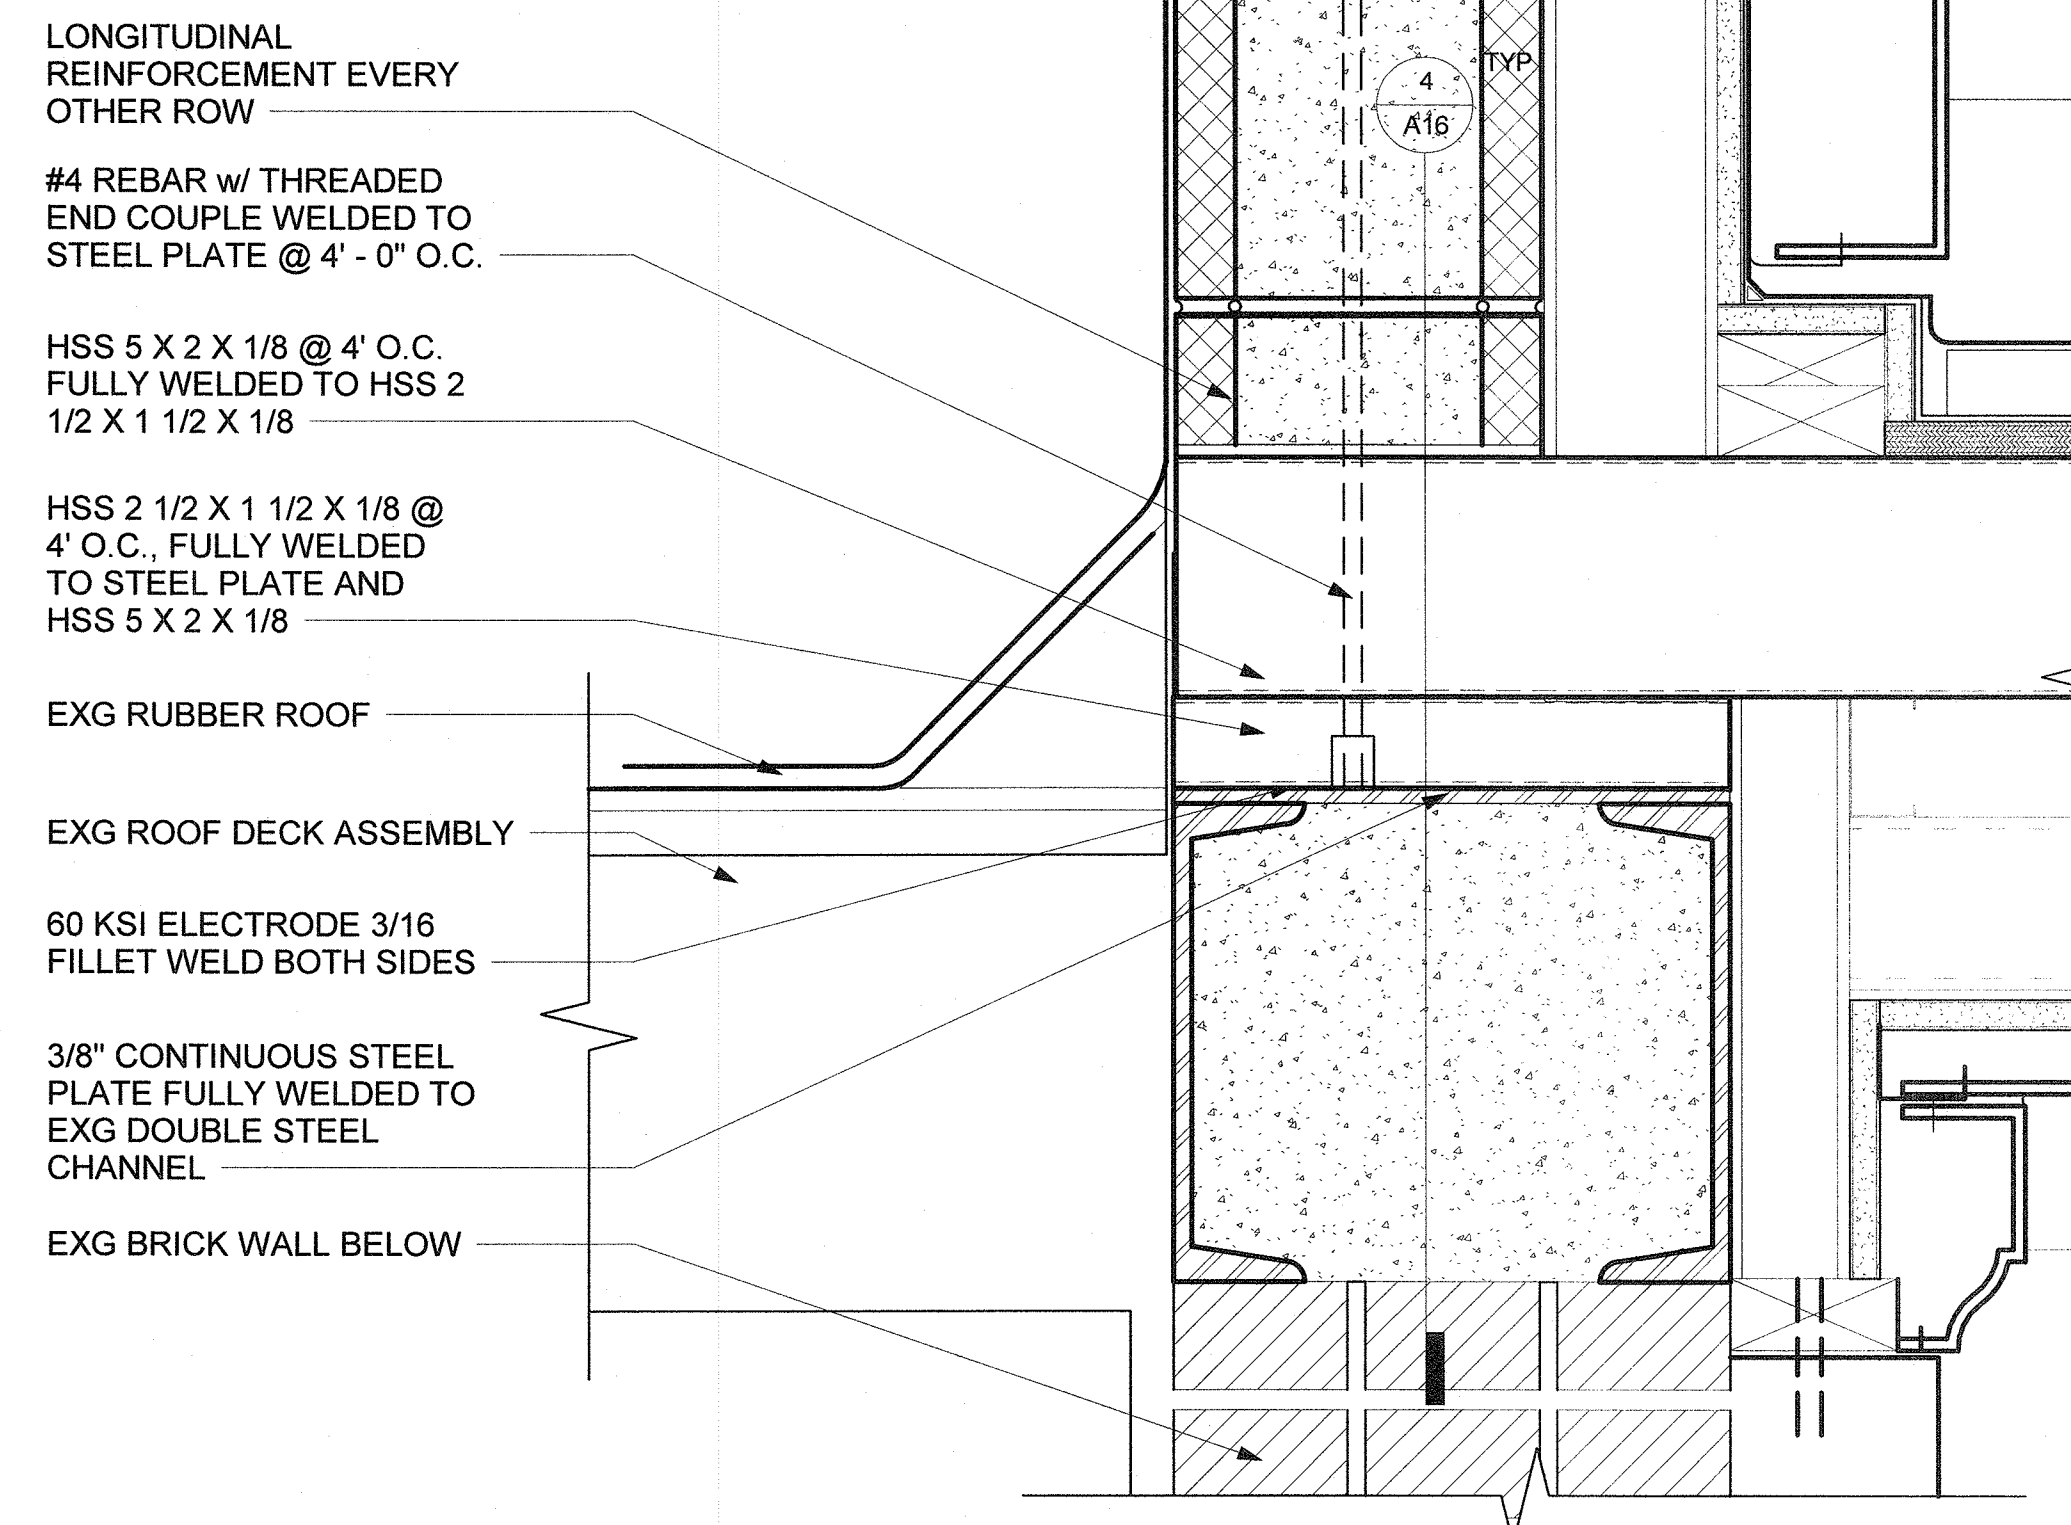 LONGITUDINAL
REINFORCEMENT EVERY
OTHER ROW
#4 REBAR w/ THREADED
END COUPLE WELDED TO
STEEL PLATE @ 4' - 0" O.C.
HSS 5 X 2 X 1/8 @ 4' O.C.
FULLY WELDED TO HSS 2
1/2 X 1 1/2 X 1/8
HSS 2 1/2 X 1 1/2 X 1/8 @
4' O.C., FULLY WELDED
TO STEEL PLATE AND
HSS 5 X 2 X 1/8
EXG RUBBER ROOF
EXG ROOF DECK ASSEMBLY
60 KSI ELECTRODE 3/16
FILLET WELD BOTH SIDES
3/8" CONTINUOUS STEEL
PLATE FULLY WELDED TO
EXG DOUBLE STEEL
CHANNEL
EXG BRICK WALL BELOW
TYP
4
A16